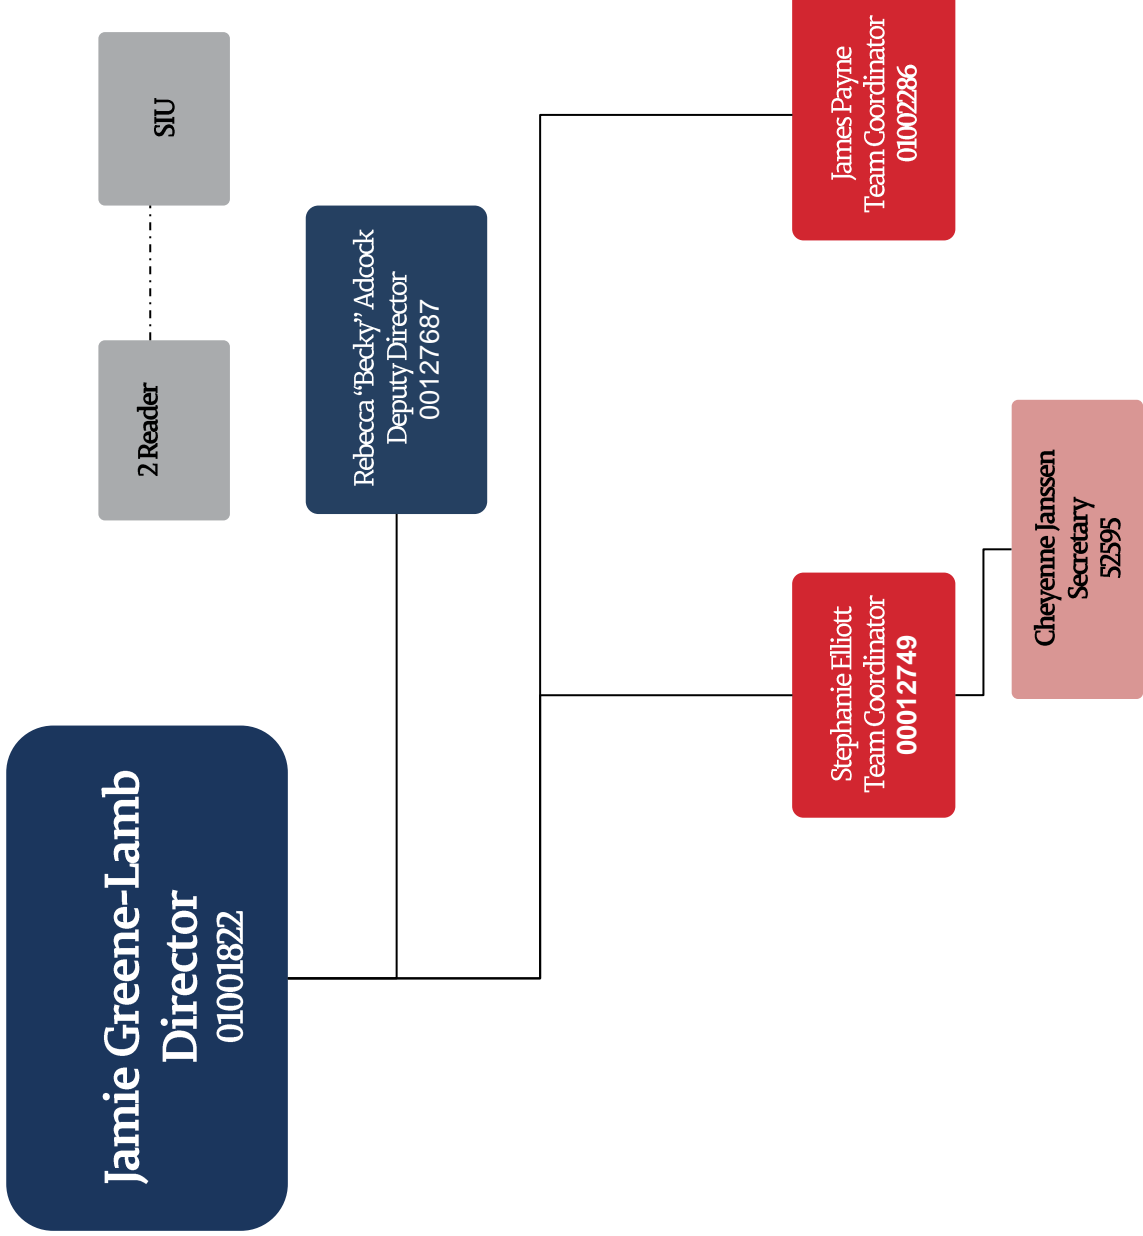 Jamie Greene-Lamb
Director
01001822
2 Reader
SIU
Rebecca “Becky” Adcock
Deputy Director
00127687
Stephanie Elliott
Team Coordinator
00012749
James Payne
Team Coordinator
01002286
Cheyenne Janssen
Secretary
52595